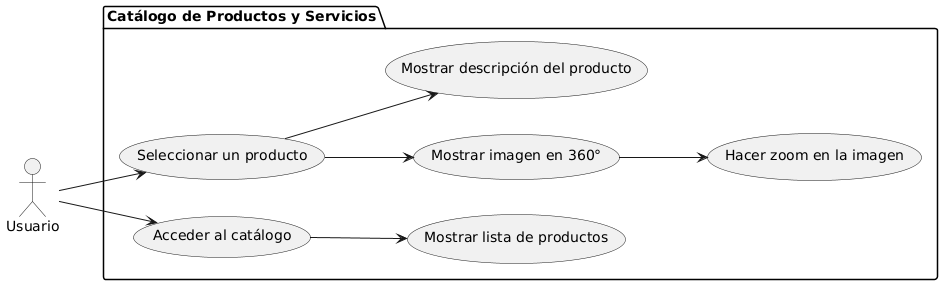 Catálogo de Productos y Servicios
Mostrar descripción del producto
Seleccionar un producto
Mostrar imagen en 360°
Hacer zoom en la imagen
Usuario
Acceder al catálogo
Mostrar lista de productos